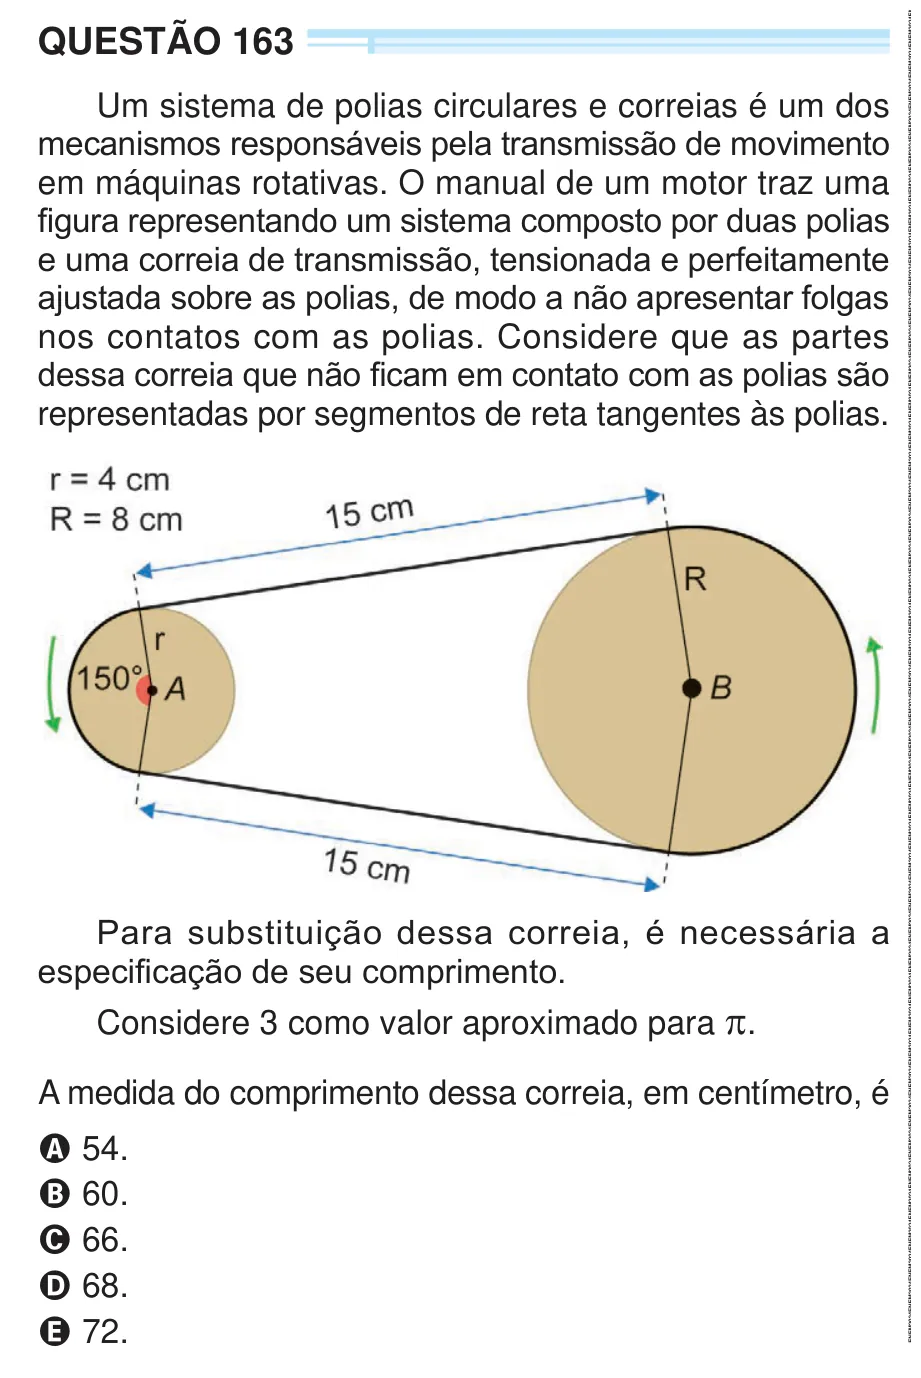 QUESTÃO 163
Um sistema de polias circulares e correias é um dos
mecanismos responsáveis pela transmissão de movimento
em máquinas rotativas. O manual de um motor traz uma
figura representando um sistema composto por duas polias
e uma correia de transmissão, tensionada e perfeitamente
ajustada sobre as polias, de modo a não apresentar folgas
nos contatos com as polias. Considere que as partes
dessa correia que não ficam em contato com as polias são
representadas por segmentos de reta tangentes às polias.
r = 4 cm
R = 8 cm
15 cm
R
r
150°
A
B
15 cm
Para substituição dessa correia, é necessária a
especificação de seu comprimento.
Considere 3 como valor aproximado para π.
A medida do comprimento dessa correia, em centímetro, é
A 54.
B 60.
C 66.
D 68.
E 72.